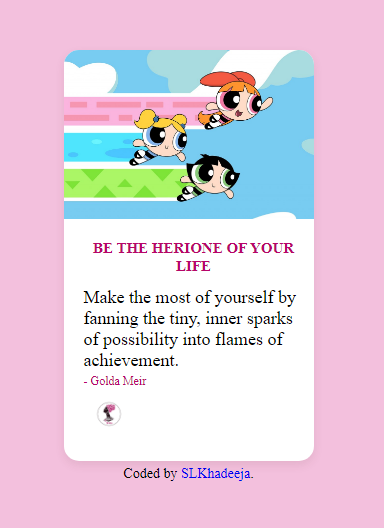 BE THE HERIONE OF YOUR
LIFE
Make the most of yourself by
fanning the tiny, inner sparks
of possibility into flames of
achievement.
- Golda Meir
Coded by SLKhadeeja.